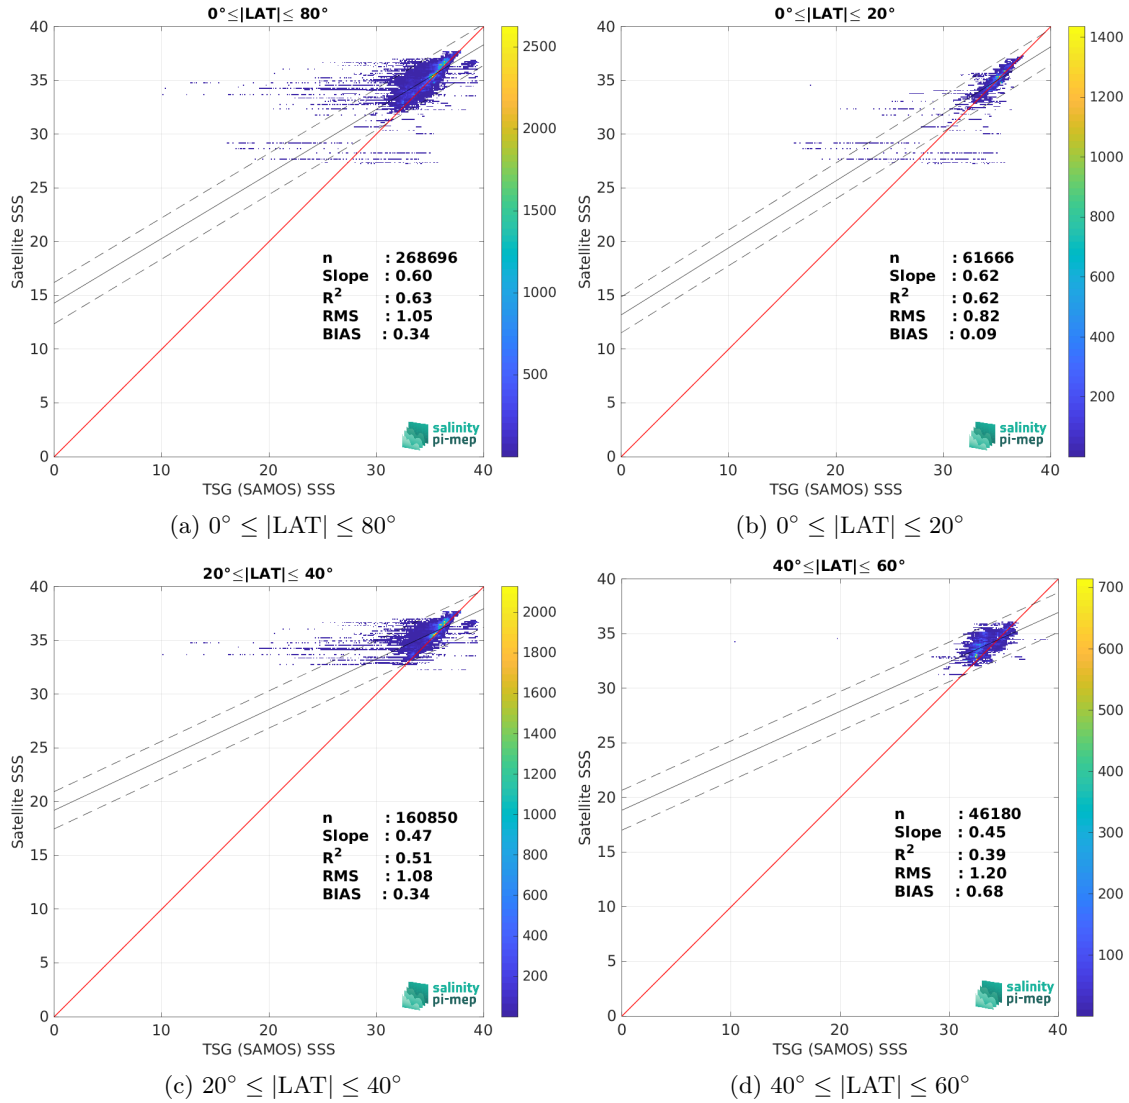 0°≤|LAT|≤ 80°
40
35
30
25
20
15
10
5
0
Satellite SSS
0 10 20 30 40
TSG (SAMOS) SSS
2500
2000
1500
1000
500
n : 268696
Slope : 0.60
R² : 0.63
RMS : 1.05
BIAS : 0.34
salinity
pi-mep
(a) 0° ≤ |LAT| ≤ 80°
0°≤|LAT|≤ 20°
40
35
30
25
20
15
10
5
0
Satellite SSS
0 10 20 30 40
TSG (SAMOS) SSS
1400
1200
1000
800
600
400
200
n : 61666
Slope : 0.62
R² : 0.62
RMS : 0.82
BIAS : 0.09
salinity
pi-mep
(b) 0° ≤ |LAT| ≤ 20°
20°≤|LAT|≤ 40°
40
35
30
25
20
15
10
5
0
Satellite SSS
0 10 20 30 40
TSG (SAMOS) SSS
2000
1800
1600
1400
1200
1000
800
600
400
200
n : 160850
Slope : 0.47
R² : 0.51
RMS : 1.08
BIAS : 0.34
salinity
pi-mep
(c) 20° ≤ |LAT| ≤ 40°
40°≤|LAT|≤ 60°
40
35
30
25
20
15
10
5
0
Satellite SSS
0 10 20 30 40
TSG (SAMOS) SSS
700
600
500
400
300
200
100
n : 46180
Slope : 0.45
R² : 0.39
RMS : 1.20
BIAS : 0.68
salinity
pi-mep
(d) 40° ≤ |LAT| ≤ 60°